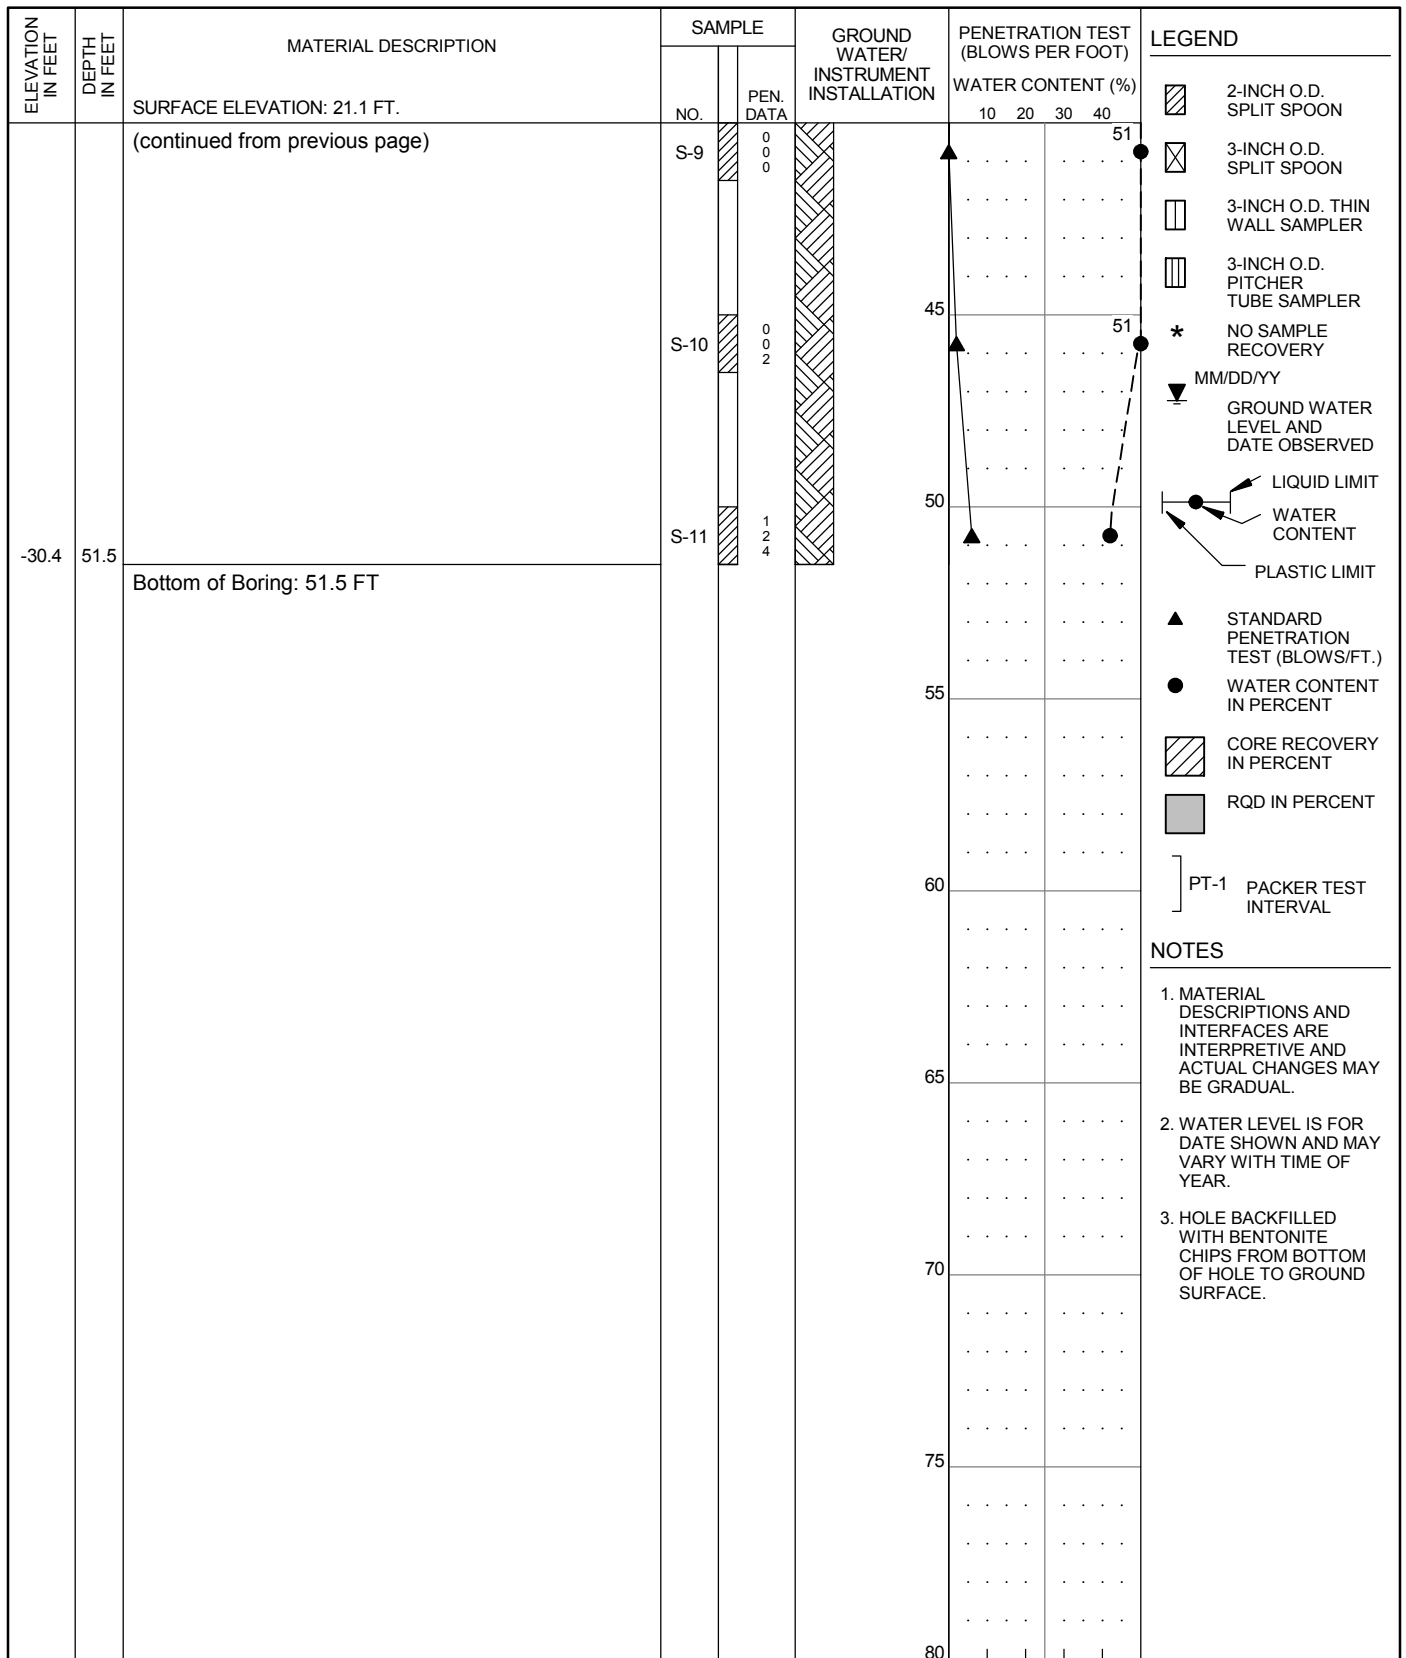 ELEVATION
IN FEET
DEPTH
IN FEET
MATERIAL DESCRIPTION
SURFACE ELEVATION: 21.1 FT.
SAMPLE
NO.
PEN.
DATA
GROUND
WATER/
INSTRUMENT
INSTALLATION
PENETRATION TEST
(BLOWS PER FOOT)
WATER CONTENT (%)
10 20 30 40
(continued from previous page)
S-9
0
0
0
51
45
S-10
0
0
2
51
50
S-11
1
2
4
-30.4 51.5
Bottom of Boring: 51.5 FT
55
60
65
70
75
80
LEGEND
2-INCH O.D.
SPLIT SPOON
3-INCH O.D.
SPLIT SPOON
3-INCH O.D. THIN
WALL SAMPLER
3-INCH O.D.
PITCHER
TUBE SAMPLER
* NO SAMPLE
RECOVERY
MM/DD/YY
GROUND WATER
LEVEL AND
DATE OBSERVED
LIQUID LIMIT
WATER
CONTENT
PLASTIC LIMIT
STANDARD
PENETRATION
TEST (BLOWS/FT.)
WATER CONTENT
IN PERCENT
CORE RECOVERY
IN PERCENT
RQD IN PERCENT
PT-1 PACKER TEST
INTERVAL
NOTES
1. MATERIAL
DESCRIPTIONS AND
INTERFACES ARE
INTERPRETIVE AND
ACTUAL CHANGES MAY
BE GRADUAL.
2. WATER LEVEL IS FOR
DATE SHOWN AND MAY
VARY WITH TIME OF
YEAR.
3. HOLE BACKFILLED
WITH BENTONITE
CHIPS FROM BOTTOM
OF HOLE TO GROUND
SURFACE.